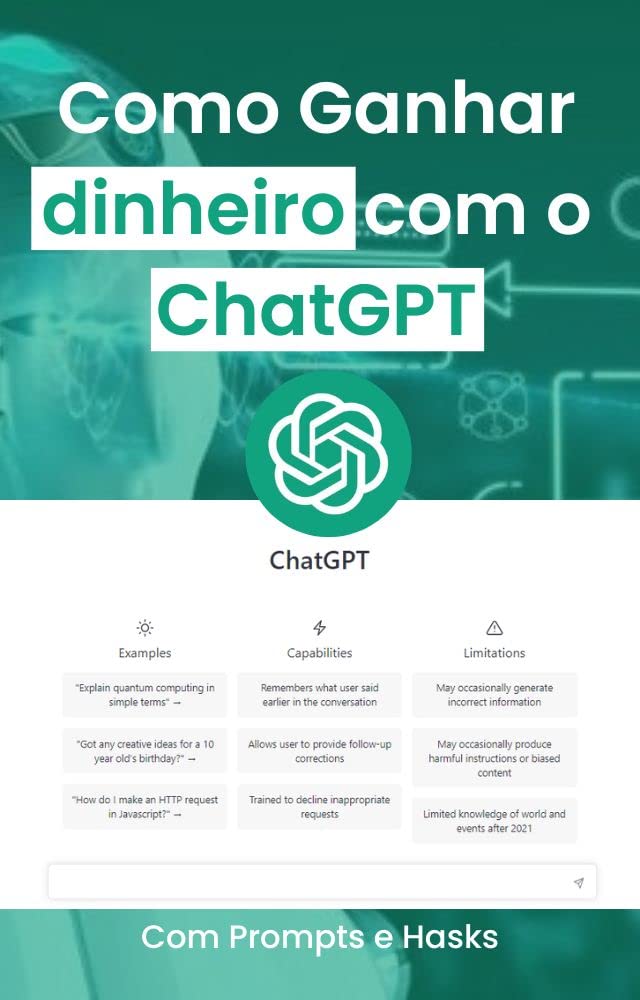 Como Ganhar
dinheiro com o
ChatGPT
ChatGPT
Examples
"Explain quantum computing in
simple terms" →
"Got any creative ideas for a 10
year old's birthday?" →
"How do I make an HTTP request
in Javascript?" →
Capabilities
Remembers what user said
earlier in the conversation
Allows user to provide follow-up
corrections
Trained to decline inappropriate
requests
Limitations
May occasionally generate
incorrect information
May occasionally produce
harmful instructions or biased
content
Limited knowledge of world and
events after 2021
Com Prompts e Hasks